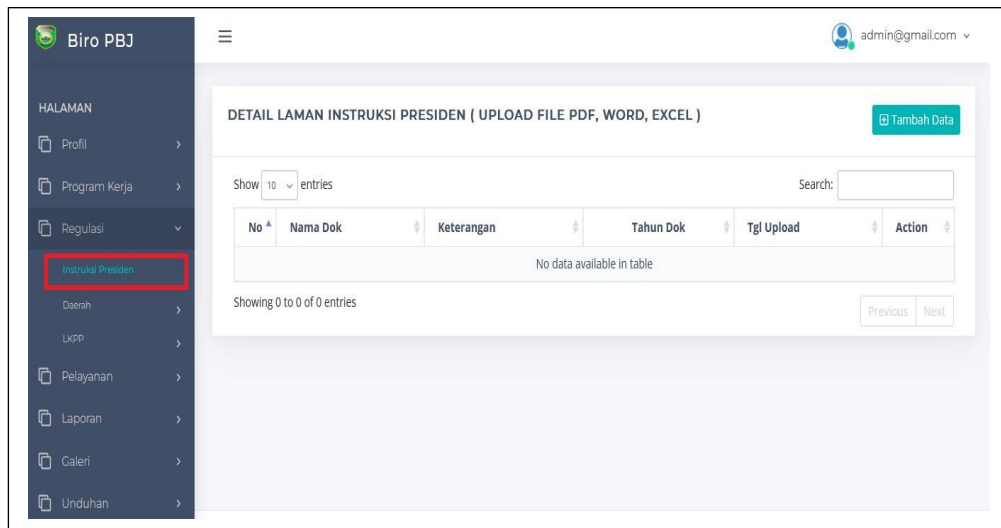 Biro PBJ
admin@gmail.com
HALAMAN
Profil
Program Kerja
Regulasi
Instruksi Presiden
Daerah
LKPP
Pelayanan
Laporan
Galeri
Unduhan
DETAIL LAMAN INSTRUKSI PRESIDEN ( UPLOAD FILE PDF, WORD, EXCEL )
Tambah Data
Show 10 entries
Search:
No Nama Dok Keterangan Tahun Dok Tgl Upload Action
No data available in table
Showing 0 to 0 of 0 entries
Previous Next